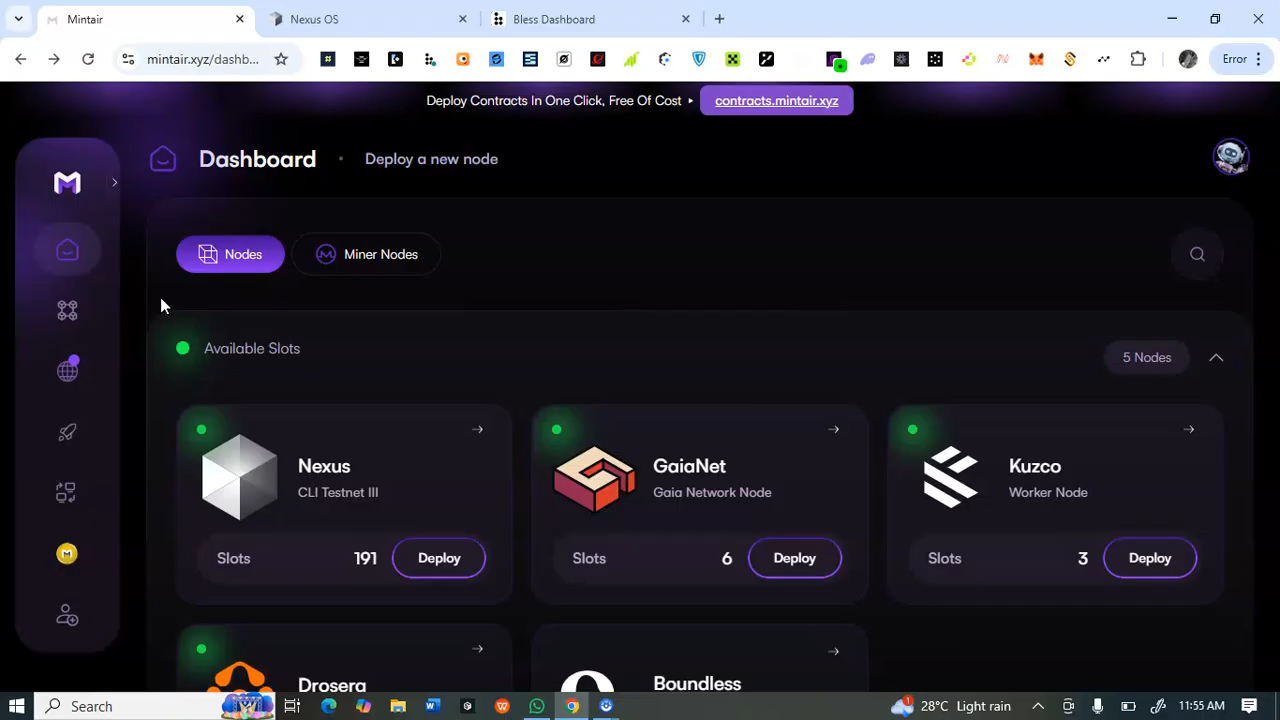 Mintair
Nexus OS
Bless Dashboard
mintair.xyz/dashb...
Error
Deploy Contracts In One Click, Free Of Cost ▸ contracts.mintair.xyz
Dashboard • Deploy a new node
Nodes
Miner Nodes
Available Slots
5 Nodes
Nexus
CLI Testnet III
Slots 191 Deploy
GaiaNet
Gaia Network Node
Slots 6 Deploy
Kuzco
Worker Node
Slots 3 Deploy
Drosera
Boundless
Search
28°C Light rain
11:55 AM